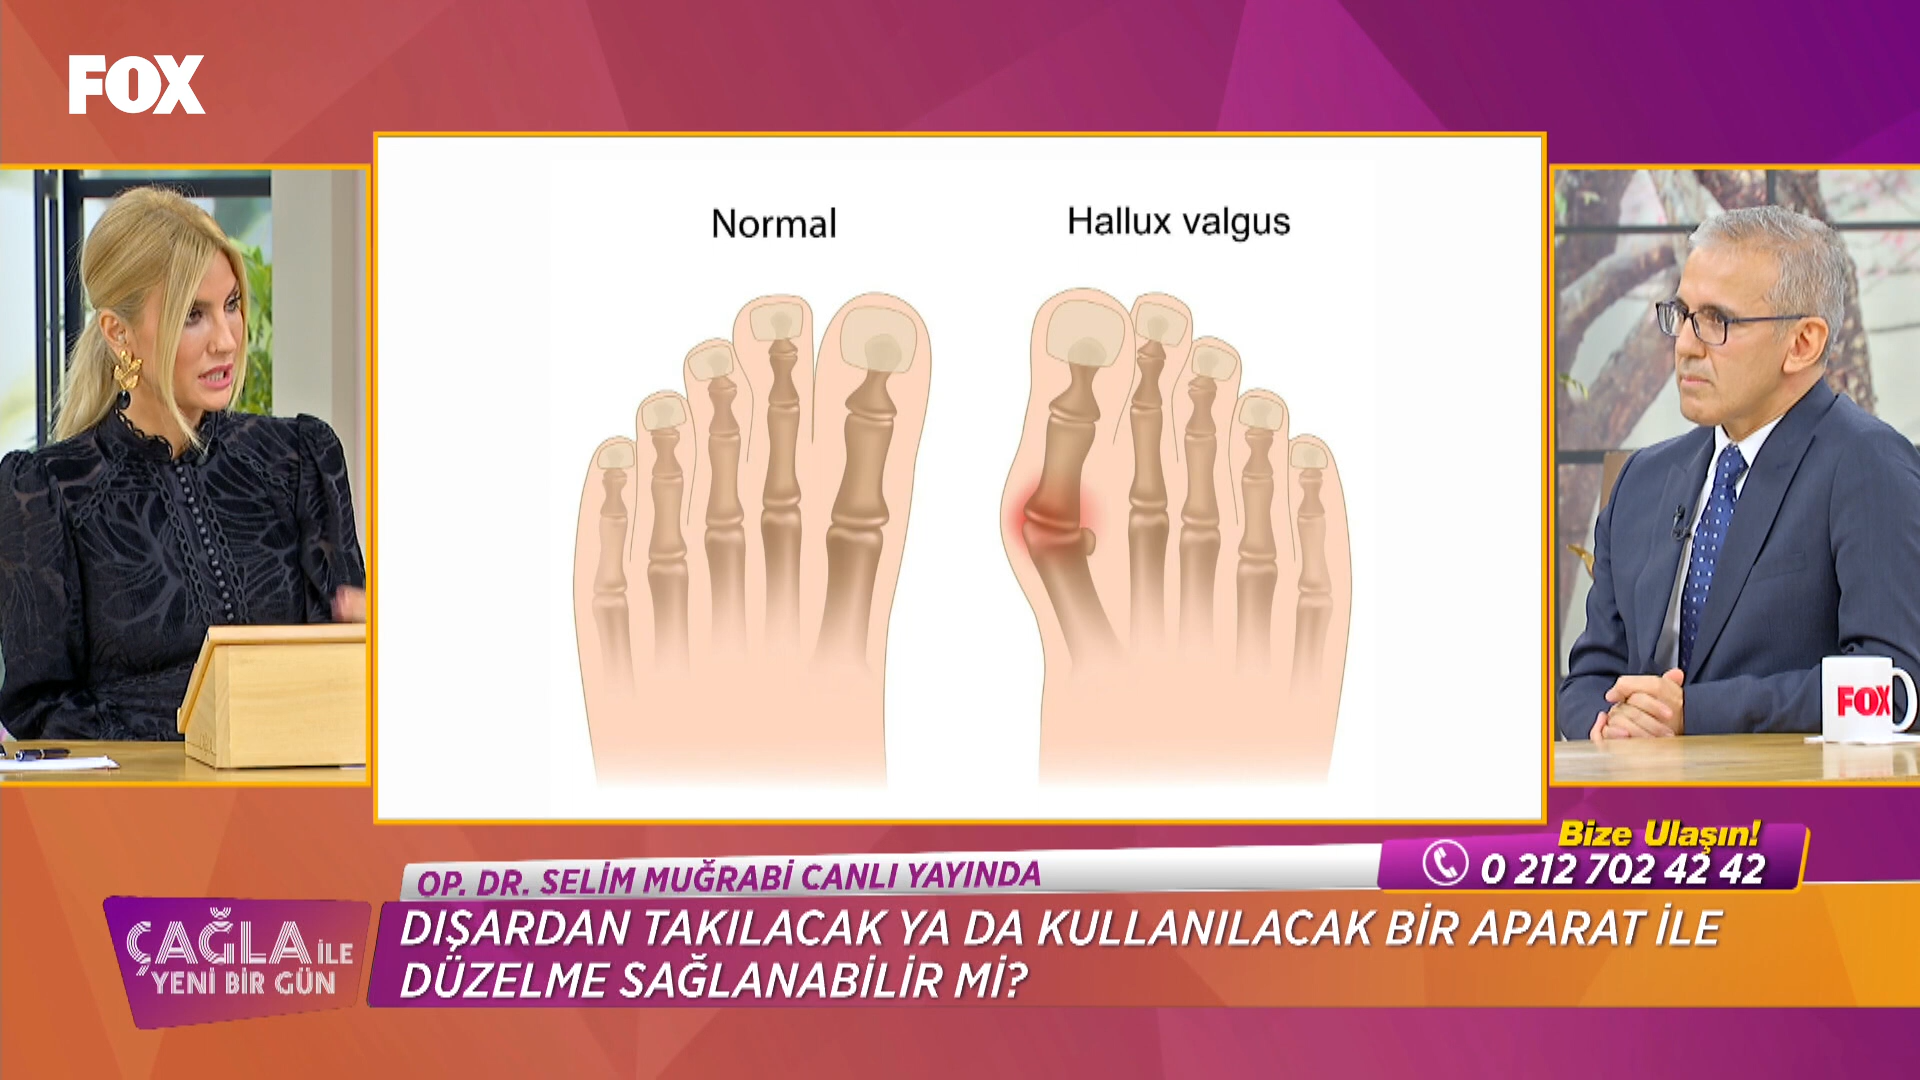 FOX
Normal
Hallux valgus
FOX
Bize Ulaşın!
0 212 702 42 42
OP. DR. SELİM MUĞRABİ CANLI YAYINDA
ÇAĞLA İLE
YENİ BİR GÜN
DIŞARDAN TAKILACAK YA DA KULLANILACAK BİR APARAT İLE
DÜZELME SAĞLANABİLİR Mİ?